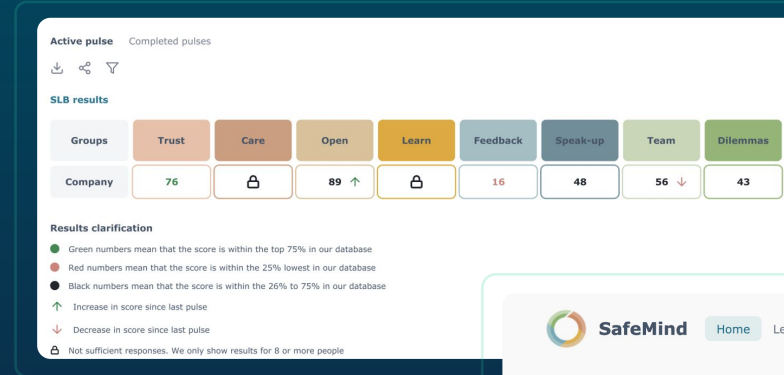 Active pulse Completed pulses
SLB results
Groups Trust Care Open Learn Feedback Speak-up Team Dilemmas
Company 76 89 ↑ 16 48 56 ↓ 43
Results clarification
Green numbers mean that the score is within the top 75% in our database
Red numbers mean that the score is within the 25% lowest in our database
Black numbers mean that the score is within the 26% to 75% in our database
↑ Increase in score since last pulse
↓ Decrease in score since last pulse
Not sufficient responses. We only show results for 8 or more people
SafeMind Home Le